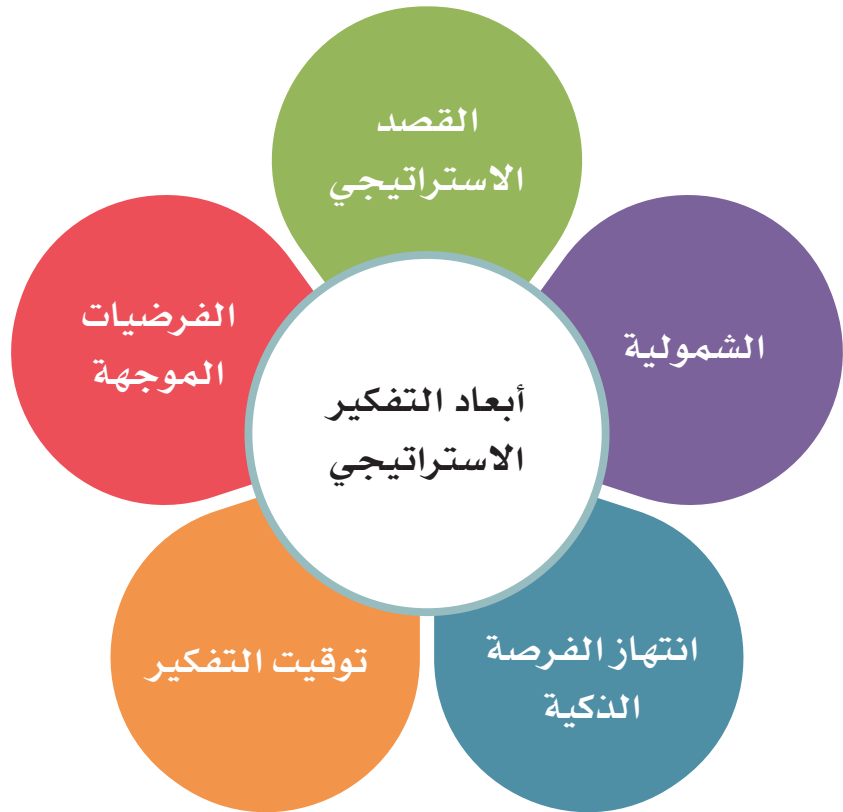 القصد
الاستراتيجي
الشمولية
انتهاز الفرصة
الذكية
توقيت التفكير
الفرضيات
الموجهة
أبعاد التفكير
الاستراتيجي